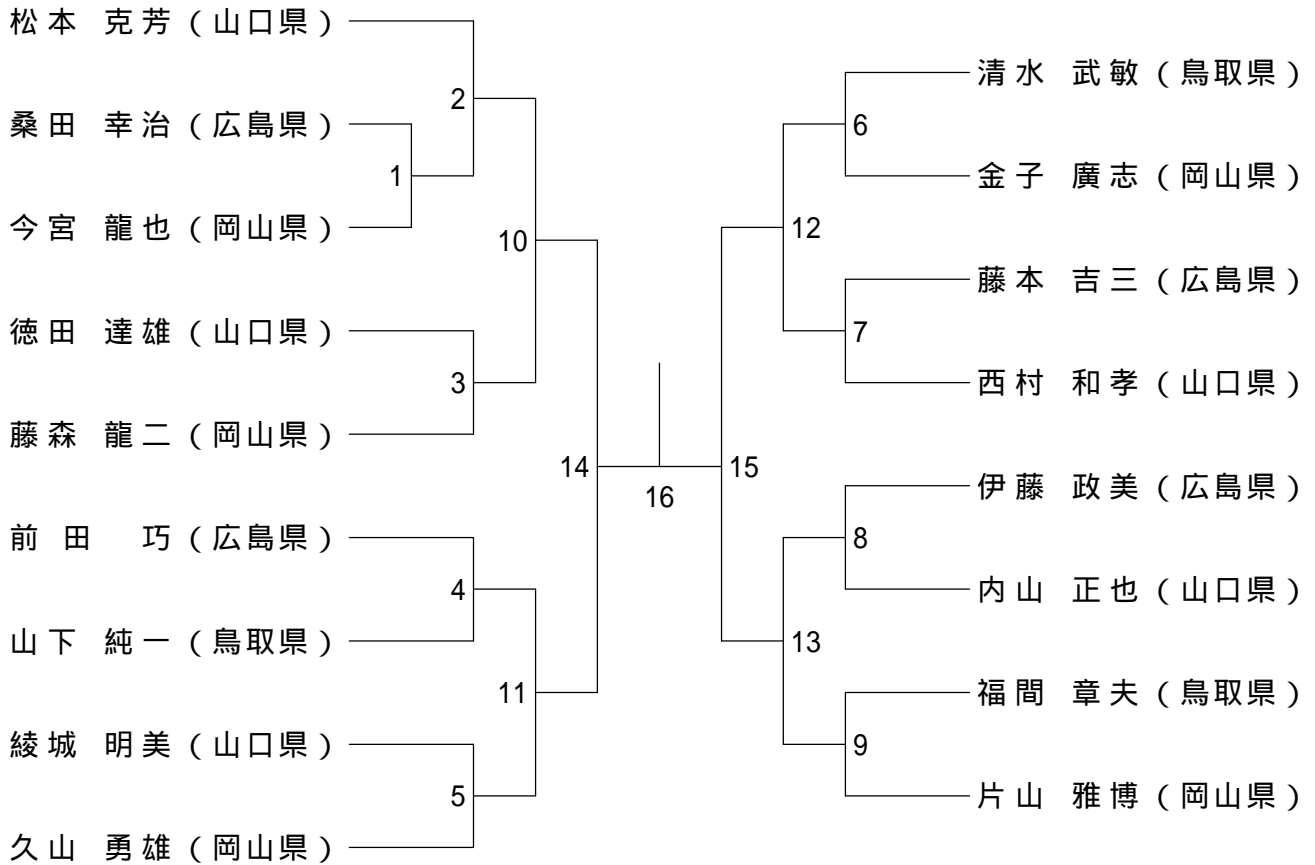 松本 克芳 (山口県)
桑田 幸治 (広島県)
今宮 龍也 (岡山県)
徳田 達雄 (山口県)
藤森 龍二 (岡山県)
前田 巧 (広島県)
山下 純一 (鳥取県)
綾城 明美 (山口県)
久山 勇雄 (岡山県)
2
1
10
3
14
4
11
5
16
清水 武敏 (鳥取県)
金子 廣志 (岡山県)
藤本 吉三 (広島県)
西村 和孝 (山口県)
伊藤 政美 (広島県)
内山 正也 (山口県)
福間 章夫 (鳥取県)
片山 雅博 (岡山県)
6
12
7
15
8
13
9